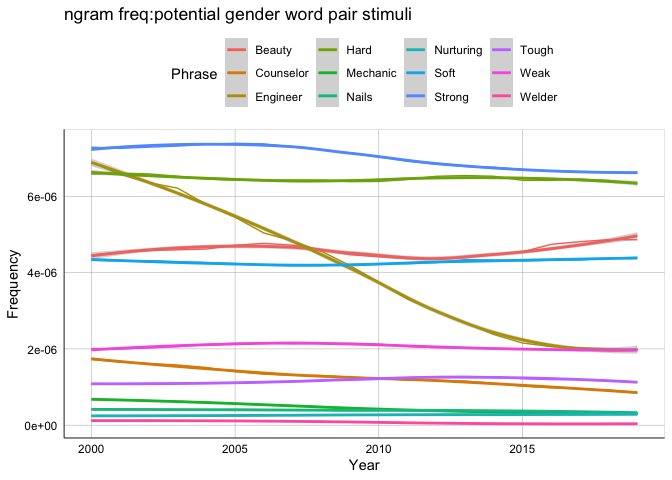 ngram freq:potential gender word pair stimuli
Phrase
Beauty Hard Nurturing Tough
Counselor Mechanic Soft Weak
Engineer Nails Strong Welder
Frequency
6e-06
4e-06
2e-06
0e+00
2000 2005 2010 2015
Year